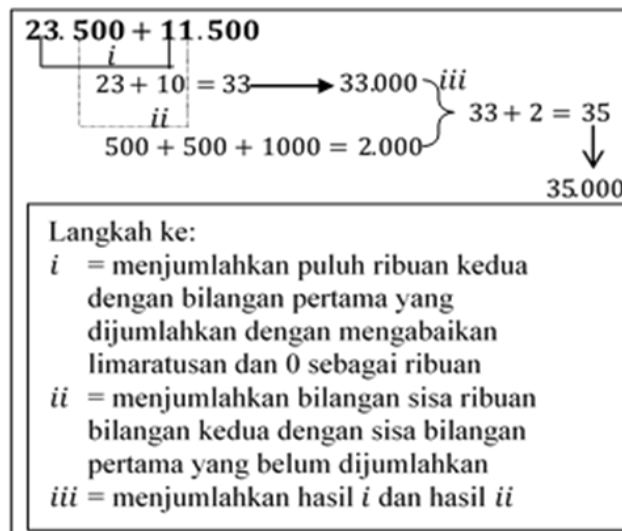 23. 500 + 11.500
i
23 + 10 = 33 → 33.000 iii
33 + 2 = 35
ii
500 + 500 + 1000 = 2.000
35.000
Langkah ke:
i = menjumlahkan puluh ribuan kedua
dengan bilangan pertama yang
dijumlahkan dengan mengabaikan
limaratusan dan 0 sebagai ribuan
ii = menjumlahkan bilangan sisa ribuan
bilangan kedua dengan sisa bilangan
pertama yang belum dijumlahkan
iii = menjumlahkan hasil i dan hasil ii